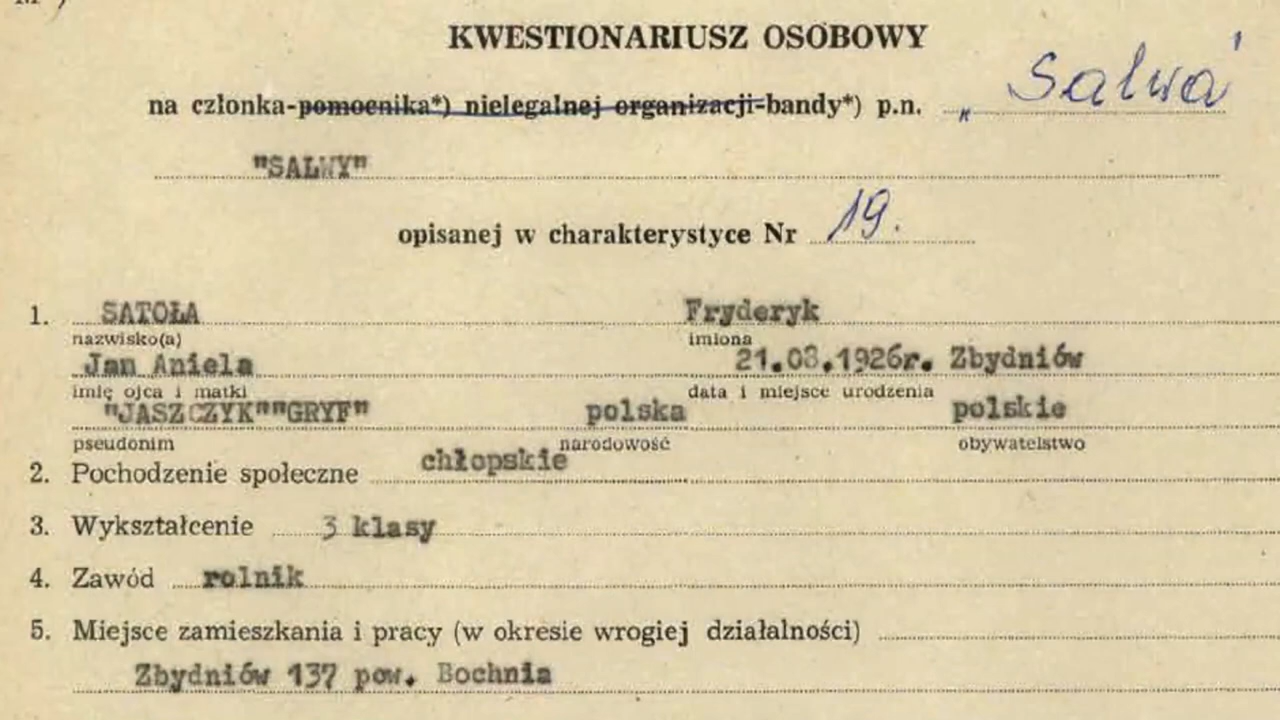 KWESTIONARIUSZ OSOBOWY
na członka-pomocnika*) nielegalnej organizacji-bandy*) p.n. „Salwa"
"SALWY"
opisanej w charakterystyce Nr 19.
1. SATOŁA Fryderyk
nazwisko(a) imiona
Jan Aniela 21.08.1926r. Zbydniów
imię ojca i matki data i miejsce urodzenia
"JASZCZYK""GRYF" polska polskie
pseudonim narodowość obywatelstwo
2. Pochodzenie społeczne chłopskie
3. Wykształcenie 3 klasy
4. Zawód rolnik
5. Miejsce zamieszkania i pracy (w okresie wrogiej działalności)
Zbydniów 137 pow. Bochnia